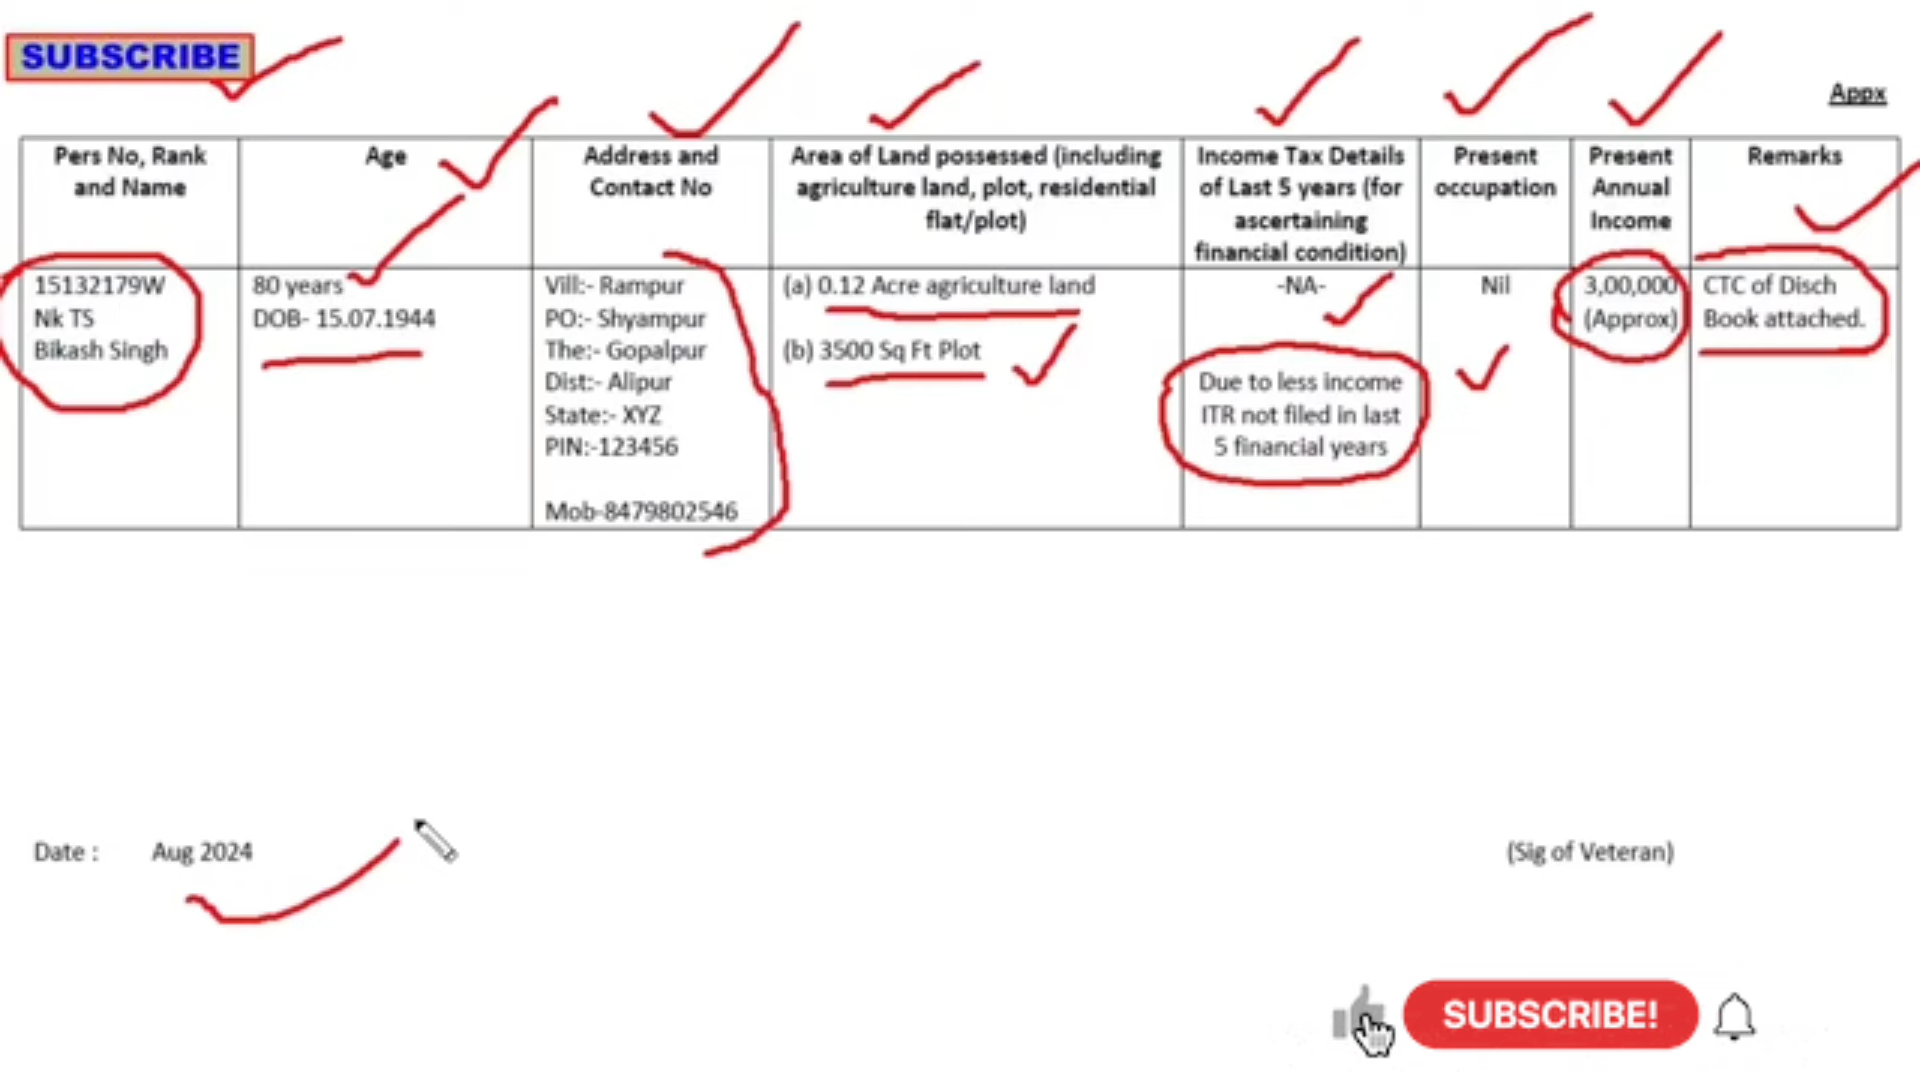 SUBSCRIBE
Appx
Pers No, Rank
and Name
Age
Address and
Contact No
Area of Land possessed (including
agriculture land, plot, residential
flat/plot)
Income Tax Details
of Last 5 years (for
ascertaining
financial condition)
Present
occupation
Present
Annual
Income
Remarks
15132179W
Nk TS
Bikash Singh
80 years
DOB- 15.07.1944
Vill:- Rampur
PO:- Shyampur
The:- Gopalpur
Dist:- Alipur
State:- XYZ
PIN:-123456
Mob-8479802546
(a) 0.12 Acre agriculture land
(b) 3500 Sq Ft Plot
-NA-
Due to less income
ITR not filed in last
5 financial years
Nil
3,00,000
(Approx)
CTC of Disch
Book attached.
Date : Aug 2024
(Sig of Veteran)
SUBSCRIBE!